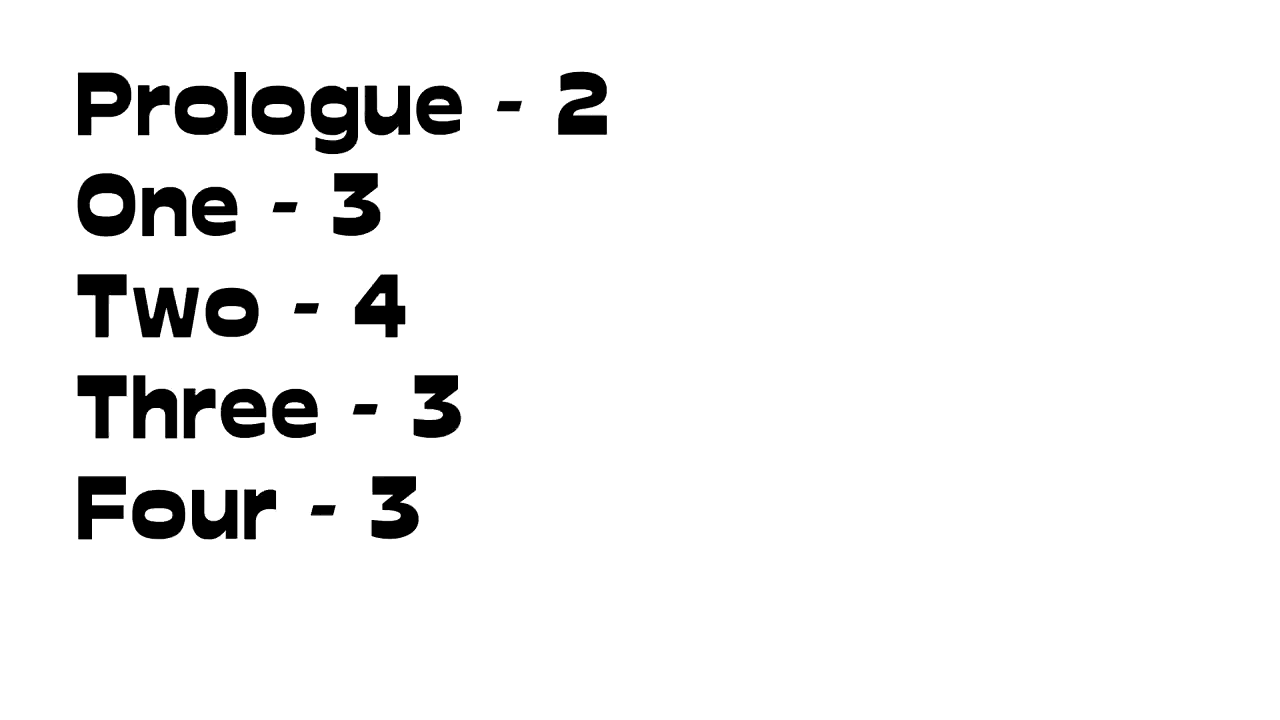 Prologue - 2
One - 3
Two - 4
Three - 3
Four - 3